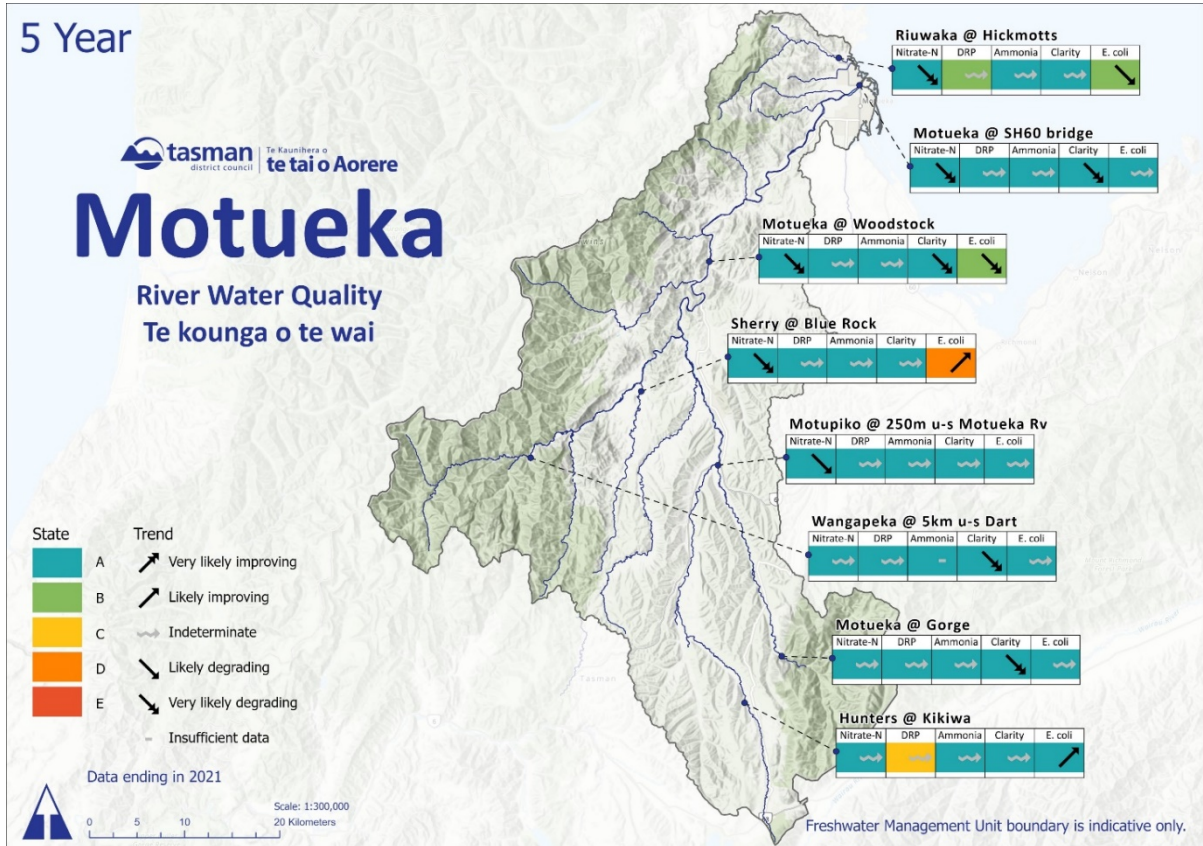 5 Year
tasman
district council
Te Kaunihera o
te tai o Aorere
Motueka
River Water Quality
Te kounga o te wai
Riuwaka @ Hickmotts
Nitrate-N DRP Ammonia Clarity E. coli
Motueka @ SH60 bridge
Nitrate-N DRP Ammonia Clarity E. coli
Motueka @ Woodstock
Nitrate-N DRP Ammonia Clarity E. coli
Sherry @ Blue Rock
Nitrate-N DRP Ammonia Clarity E. coli
Motupiko @ 250m u-s Motueka Rv
Nitrate-N DRP Ammonia Clarity E. coli
Wangapeka @ 5km u-s Dart
Nitrate-N DRP Ammonia Clarity E. coli
Motueka @ Gorge
Nitrate-N DRP Ammonia Clarity E. coli
Hunters @ Kikiwa
Nitrate-N DRP Ammonia Clarity E. coli
State Trend
A Very likely improving
B Likely improving
C Indeterminate
D Likely degrading
E Very likely degrading
Insufficient data
Data ending in 2021
Scale: 1:300,000
0 5 10 20 Kilometers
Tasman
Nelson
Freshwater Management Unit boundary is indicative only.